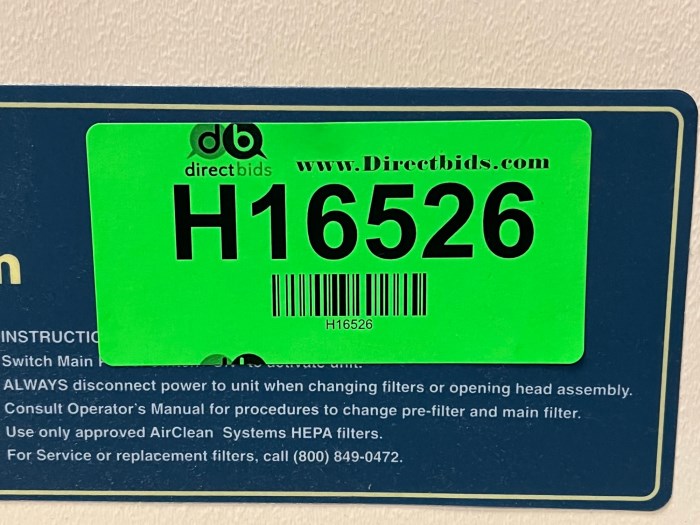 db
directbids
www.Directbids.com
H16526
H16526
n
INSTRUCTIO
Switch Main to activate unit.
ALWAYS disconnect power to unit when changing filters or opening head assembly.
Consult Operator's Manual for procedures to change pre-filter and main filter.
Use only approved AirClean Systems HEPA filters.
For Service or replacement filters, call (800) 849-0472.